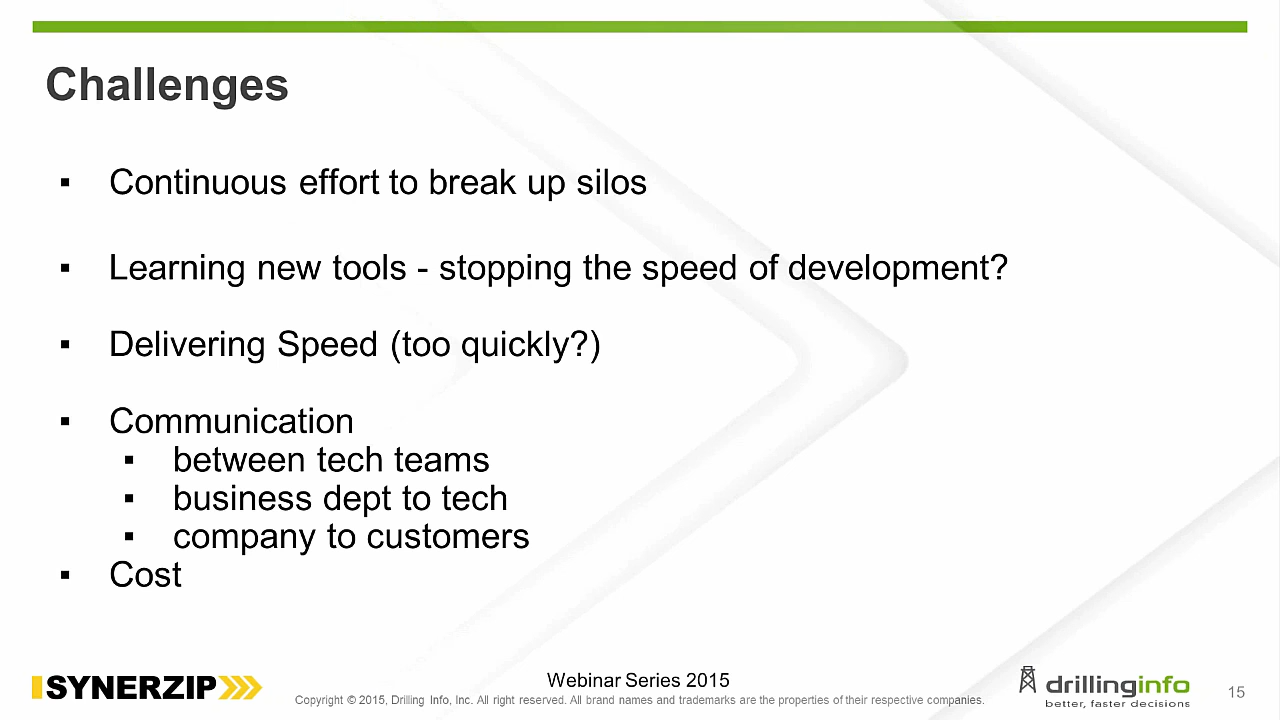 Challenges
▪ Continuous effort to break up silos
▪ Learning new tools - stopping the speed of development?
▪ Delivering Speed (too quickly?)
▪ Communication
▪ between tech teams
▪ business dept to tech
▪ company to customers
▪ Cost
SYNERZIP
Webinar Series 2015
Copyright © 2015, Drilling Info, Inc. All right reserved. All brand names and trademarks are the properties of their respective companies.
drillinginfo
better, faster decisions
15